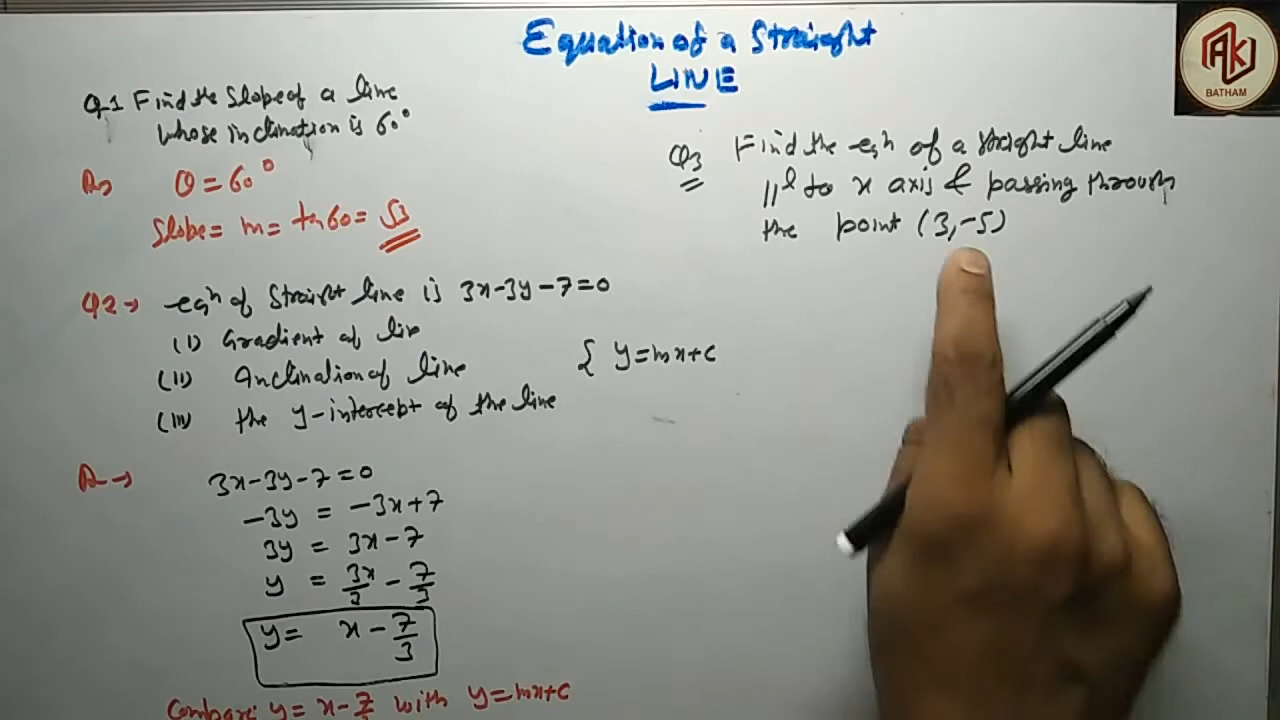 Equation of a Straight
LINE
AK
BATHAM
Q-1 Find the Slope of a line
whose inclination is 60°
A→ θ = 60°
Slope = m = tan60 = √3
Q2→ eqn of Straight line is 3x-3y-7=0
(i) Gradient of line
(ii) Inclination of line
(iii) the y-intercept of the line
{ y=mx+c
A→ 3x-3y-7=0
-3y = -3x+7
3y = 3x-7
y = 3x/3 - 7/3
y = x - 7/3
Compare y = x - 7/3 with y=mx+c
Q3 Find the eqn of a straight line
||l to x axis & passing through
the point (3,-5)